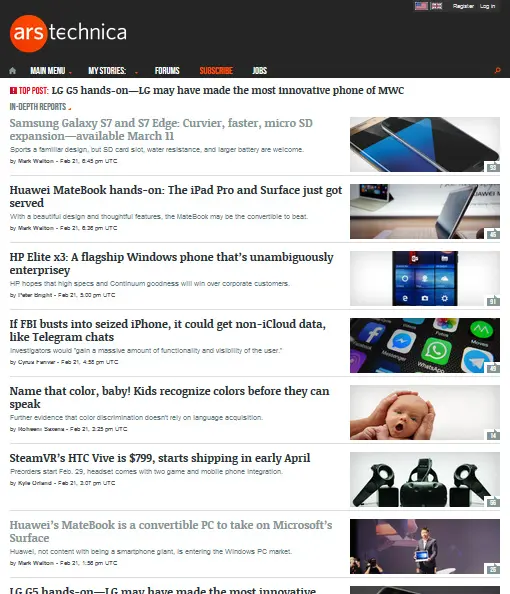 Register Log in
ars technica
MAIN MENU MY STORIES: FORUMS SUBSCRIBE JOBS
TOP POST: LG G5 hands-on—LG may have made the most innovative phone of MWC
IN-DEPTH REPORTS
Samsung Galaxy S7 and S7 Edge: Curvier, faster, micro SD
expansion—available March 11
Sports a familiar design, but SD card slot, water resistance, and larger battery are welcome.
by Mark Walton - Feb 21, 6:45 pm UTC
93
Huawei MateBook hands-on: The iPad Pro and Surface just got
served
With a beautiful design and thoughtful features, the MateBook may be the convertible to beat.
by Mark Walton - Feb 21, 6:36 pm UTC
HUAWEI M
HP Elite x3: A flagship Windows phone that's unambiguously
enterprisey
HP hopes that high specs and Continuum goodness will win over corporate customers.
by Peter Bright - Feb 21, 5:00 pm UTC
91
If FBI busts into seized iPhone, it could get non-iCloud data,
like Telegram chats
Investigators would "gain a massive amount of functionality and visibility of the user."
by Cyrus Farivar - Feb 21, 4:55 pm UTC
Facebook
Photos
Moves
Messenger
WhatsApp
Name that color, baby! Kids recognize colors before they can
speak
Further evidence that color discrimination doesn't rely on language acquisition.
by Roheeni Saxena - Feb 21, 3:25 pm UTC
14
SteamVR's HTC Vive is $799, starts shipping in early April
Preorders start Feb. 29, headset comes with two game and mobile phone integration.
by Kyle Orland - Feb 21, 3:07 pm UTC
Huawei's MateBook is a convertible PC to take on Microsoft's
Surface
Huawei, not content with being a smartphone giant, is entering the Windows PC market.
by Mark Walton - Feb 21, 1:56 pm UTC
LG G5 hands-on—LG may have made the most innovative